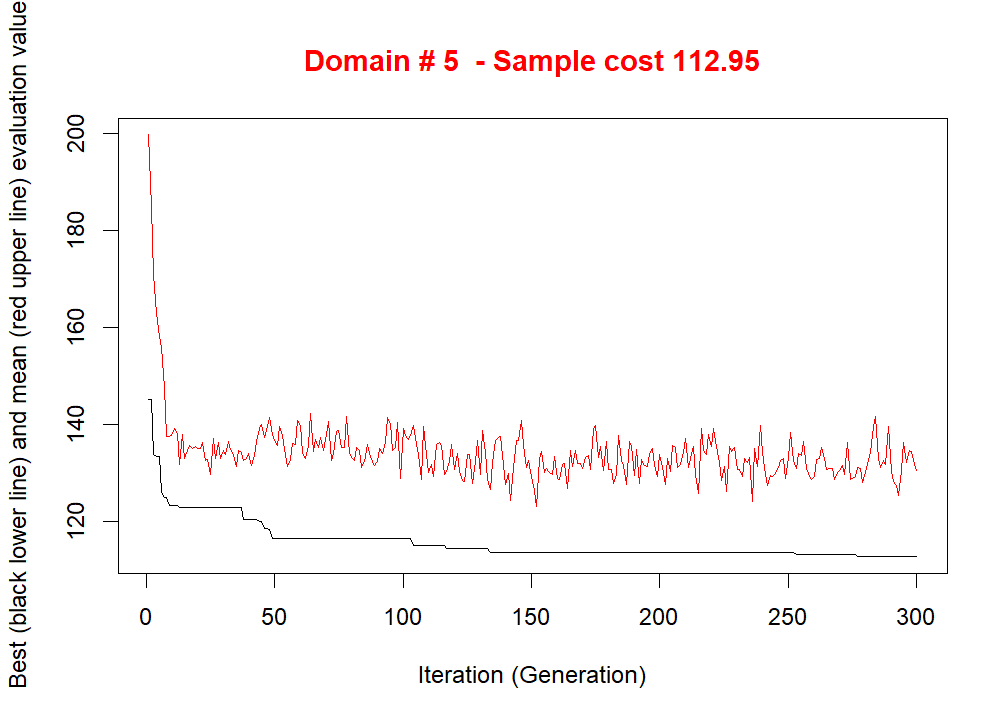 Domain # 5  - Sample cost 112.95
Best (black lower line) and mean (red upper line) evaluation value
200
180
160
140
120
0 50 100 150 200 250 300
Iteration (Generation)